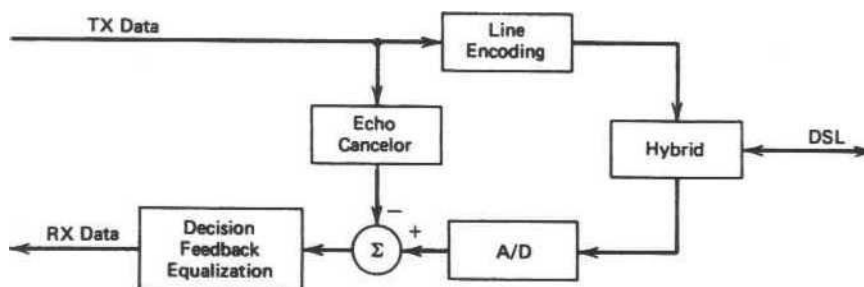 TX Data
Line
Encoding
Echo
Cancelor
Hybrid
DSL
−
+
Σ
A/D
RX Data
Decision
Feedback
Equalization